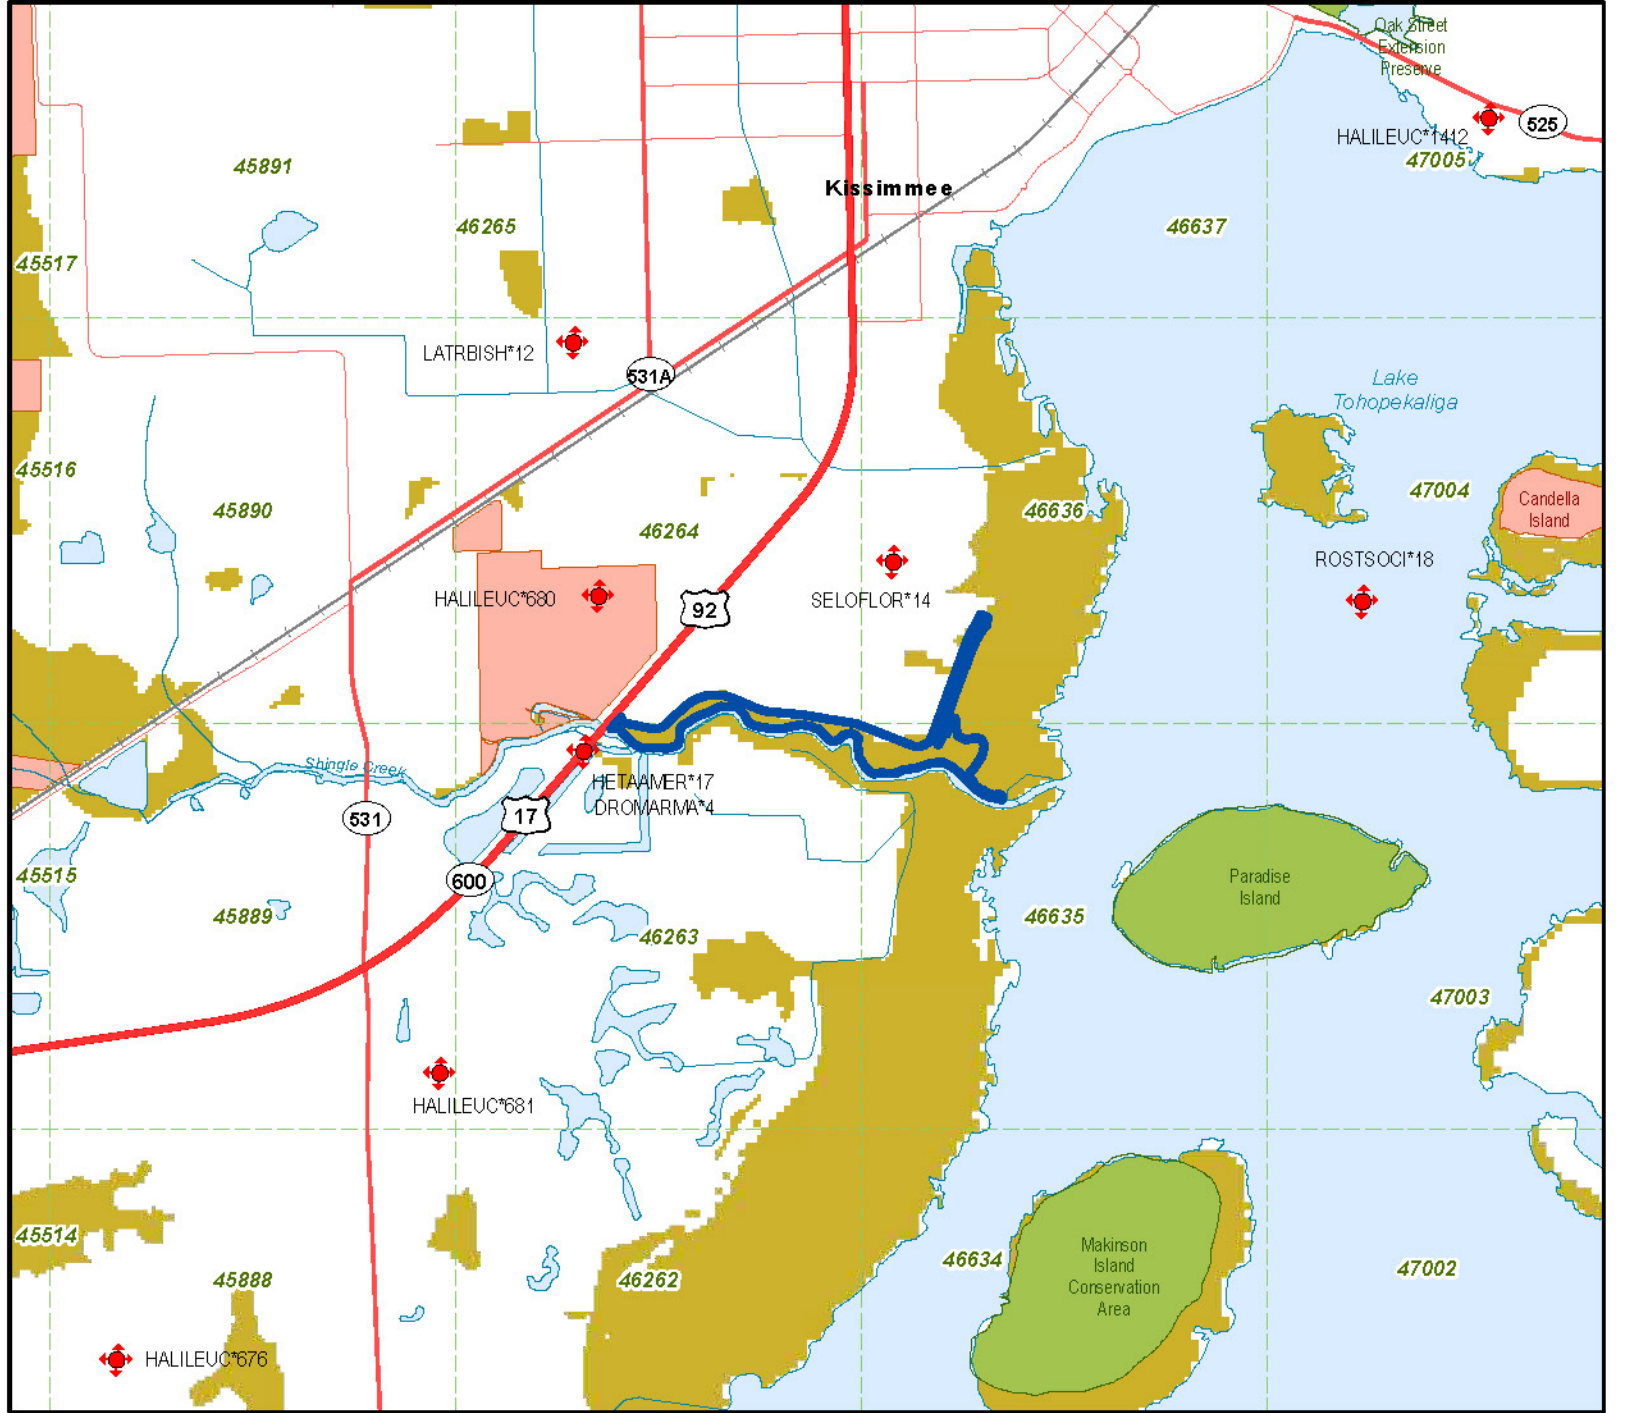 Oak Street
Extension
Preserve
525
HALILEUC*1412
47005
45891
Kissimmee
46265
46637
45517
LATRBISH*12
531A
Lake
Tohopekaliga
45516
45890
46264
46636
47004
Candella
Island
ROSTSOCI*18
HALILEUC*680
92
SELOFLOR*14
Shingle Creek
HETAAMER*17
DROMARMA*4
531
17
600
45515
45889
46263
46635
Paradise
Island
47003
HALILEUC*681
45514
45888
46262
46634
Makinson
Island
Conservation
Area
47002
HALILEUC*676